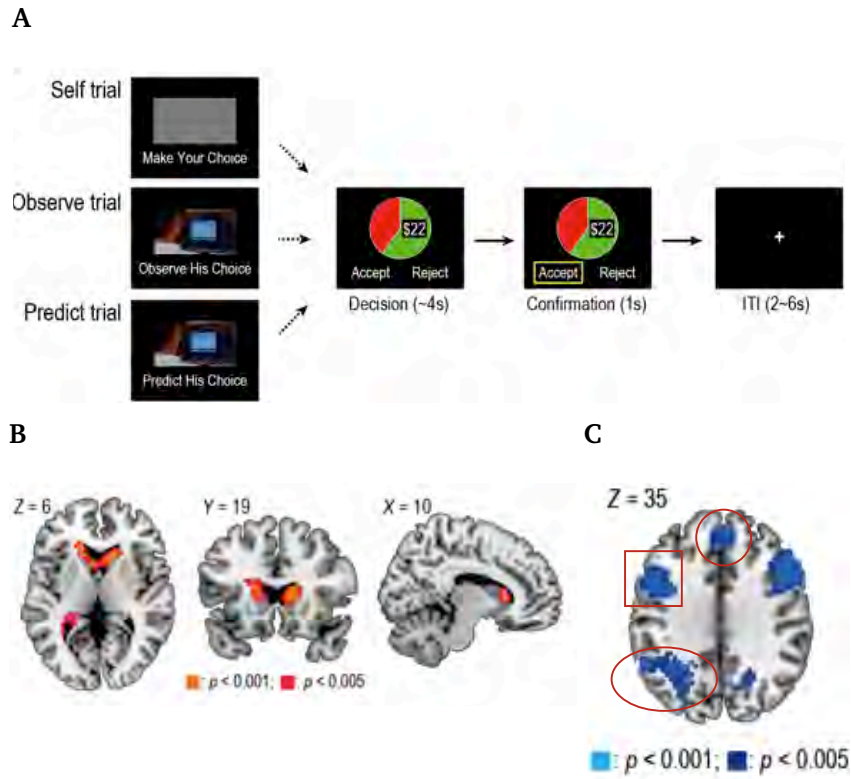 A
Self trial
Make Your Choice
Observe trial
Observe His Choice
Predict trial
Predict His Choice
$22
Accept Reject
Decision (~4s)
$22
Accept Reject
Confirmation (1s)
+
ITI (2~6s)
B
Z = 6
Y = 19
X = 10
: p < 0.001; : p < 0.005
C
Z = 35
: p < 0.001; : p < 0.005